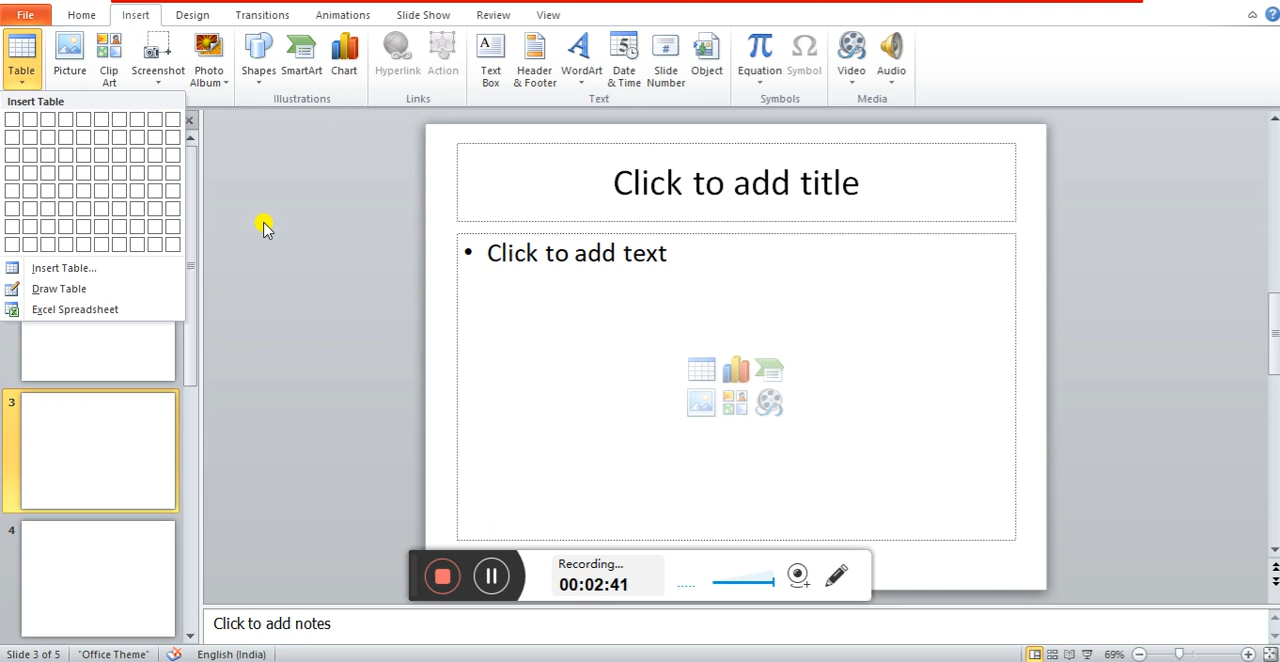 File Home Insert Design Transitions Animations Slide Show Review View
Table Picture Clip Art Screenshot Photo Album Shapes SmartArt Chart Hyperlink Action Text Box Header & Footer WordArt Date & Time Slide Number Object Equation Symbol Video Audio
Illustrations Links Text Symbols Media
Insert Table
Insert Table...
Draw Table
Excel Spreadsheet
3
4
Click to add title
• Click to add text
Recording...
00:02:41
Click to add notes
Slide 3 of 5 "Office Theme" English (India) 69%